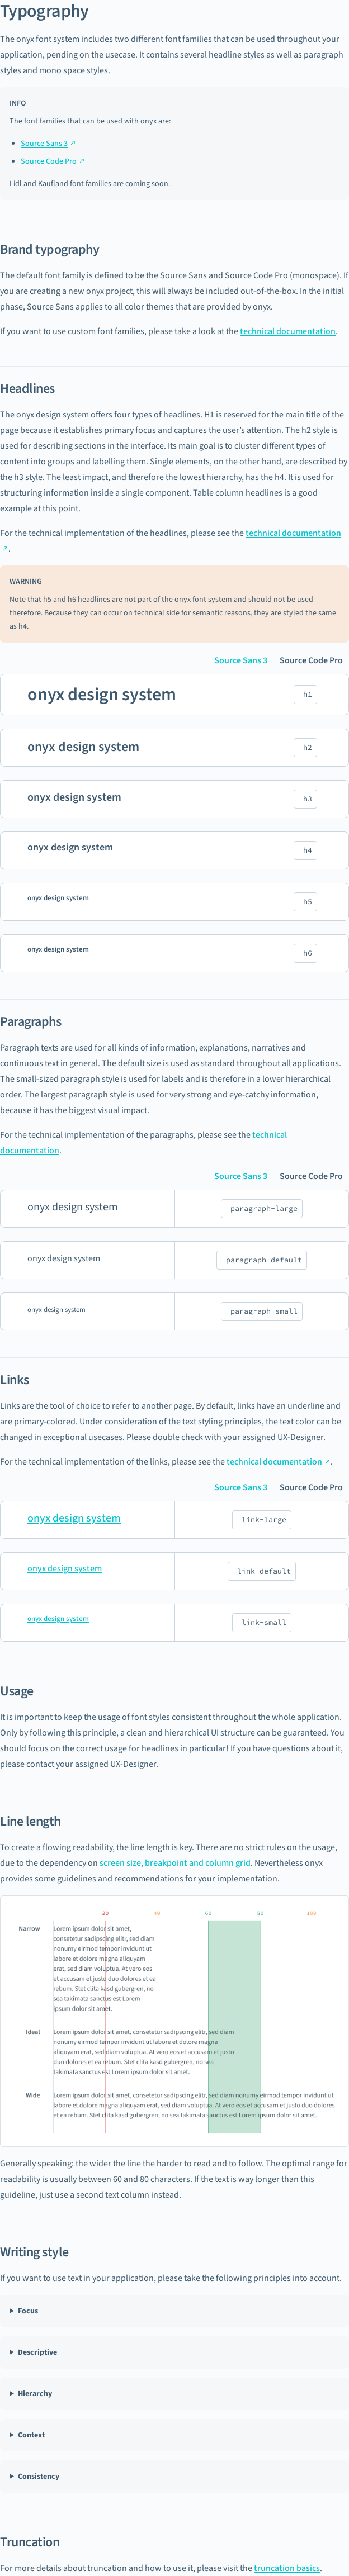 Typography
The onyx font system includes two different font families that can be used throughout your
application, pending on the usecase. It contains several headline styles as well as paragraph
styles and mono space styles.
INFO
The font families that can be used with onyx are:
Source Sans 3 ↗
Source Code Pro ↗
Lidl and Kaufland font families are coming soon.
Brand typography
The default font family is defined to be the Source Sans and Source Code Pro (monospace). If
you are creating a new onyx project, this will always be included out-of-the-box. In the initial
phase, Source Sans applies to all color themes that are provided by onyx.
If you want to use custom font families, please take a look at the technical documentation.
Headlines
The onyx design system offers four types of headlines. H1 is reserved for the main title of the
page because it establishes primary focus and captures the user's attention. The h2 style is
used for describing sections in the interface. Its main goal is to cluster different types of
content into groups and labelling them. Single elements, on the other hand, are described by
the h3 style. The least impact, and therefore the lowest hierarchy, has the h4. It is used for
structuring information inside a single component. Table column headlines is a good
example at this point.
For the technical implementation of the headlines, please see the technical documentation
↗.
WARNING
Note that h5 and h6 headlines are not part of the onyx font system and should not be used
therefore. Because they can occur on technical side for semantic reasons, they are styled the same
as h4.
Source Sans 3 Source Code Pro
onyx design system h1
onyx design system h2
onyx design system h3
onyx design system h4
onyx design system h5
onyx design system h6
Paragraphs
Paragraph texts are used for all kinds of information, explanations, narratives and
continuous text in general. The default size is used as standard throughout all applications.
The small-sized paragraph style is used for labels and is therefore in a lower hierarchical
order. The largest paragraph style is used for very strong and eye-catchy information,
because it has the biggest visual impact.
For the technical implementation of the paragraphs, please see the technical
documentation.
Source Sans 3 Source Code Pro
onyx design system paragraph-large
onyx design system paragraph-default
onyx design system paragraph-small
Links
Links are the tool of choice to refer to another page. By default, links have an underline and
are primary-colored. Under consideration of the text styling principles, the text color can be
changed in exceptional usecases. Please double check with your assigned UX-Designer.
For the technical implementation of the links, please see the technical documentation ↗.
Source Sans 3 Source Code Pro
onyx design system link-large
onyx design system link-default
onyx design system link-small
Usage
It is important to keep the usage of font styles consistent throughout the whole application.
Only by following this principle, a clean and hierarchical UI structure can be guaranteed. You
should focus on the correct usage for headlines in particular! If you have questions about it,
please contact your assigned UX-Designer.
Line length
To create a flowing readability, the line length is key. There are no strict rules on the usage,
due to the dependency on screen size, breakpoint and column grid. Nevertheless onyx
provides some guidelines and recommendations for your implementation.
20 40 60 80 100
Narrow Lorem ipsum dolor sit amet,
consetetur sadipscing elitr, sed diam
nonumy eirmod tempor invidunt ut
labore et dolore magna aliquyam
erat, sed diam voluptua. At vero eos
et accusam et justo duo dolores et ea
rebum. Stet clita kasd gubergren, no
sea takimata sanctus est Lorem
ipsum dolor sit amet.
Ideal Lorem ipsum dolor sit amet, consetetur sadipscing elitr, sed diam
nonumy eirmod tempor invidunt ut labore et dolore magna
aliquyam erat, sed diam voluptua. At vero eos et accusam et justo
duo dolores et ea rebum. Stet clita kasd gubergren, no sea
takimata sanctus est Lorem ipsum dolor sit amet.
Wide Lorem ipsum dolor sit amet, consetetur sadipscing elitr, sed diam nonumy eirmod tempor invidunt ut
labore et dolore magna aliquyam erat, sed diam voluptua. At vero eos et accusam et justo duo dolores
et ea rebum. Stet clita kasd gubergren, no sea takimata sanctus est Lorem ipsum dolor sit amet.
Generally speaking: the wider the line the harder to read and to follow. The optimal range for
readability is usually between 60 and 80 characters. If the text is way longer than this
guideline, just use a second text column instead.
Writing style
If you want to use text in your application, please take the following principles into account.
Focus
Descriptive
Hierarchy
Context
Consistency
Truncation
For more details about truncation and how to use it, please visit the truncation basics.